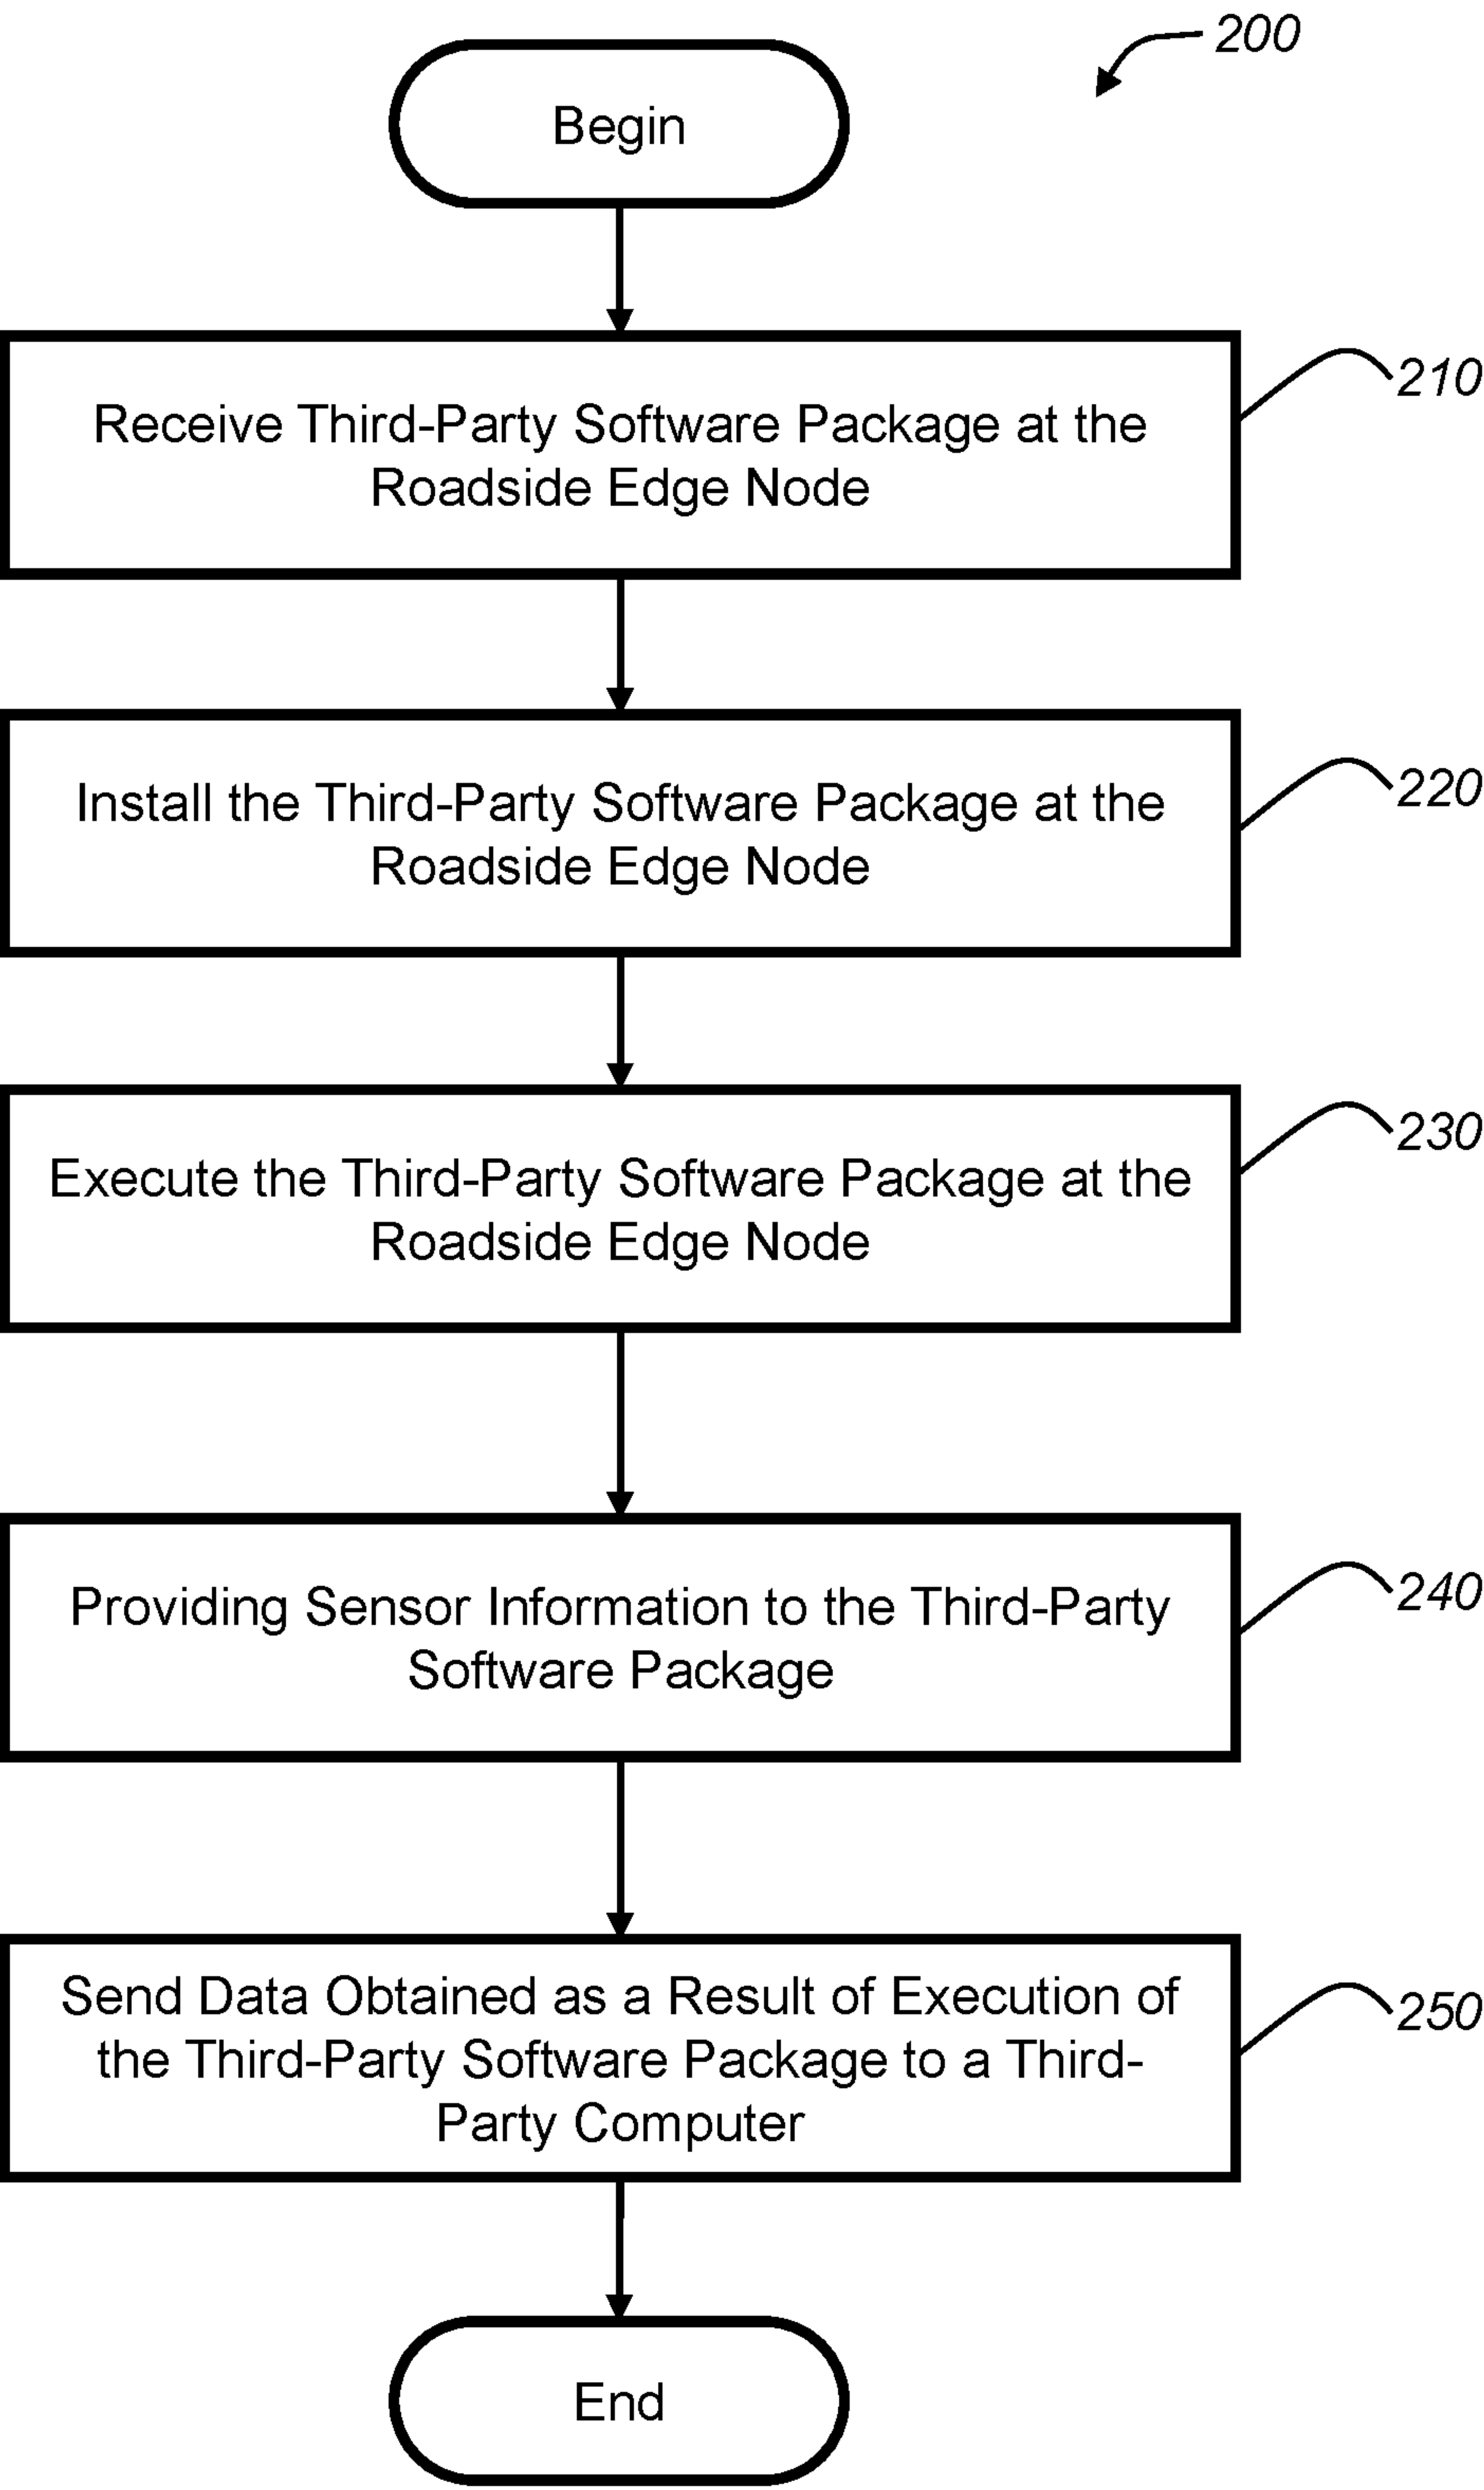 200
Begin
210
Receive Third-Party Software Package at the
Roadside Edge Node
220
Install the Third-Party Software Package at the
Roadside Edge Node
230
Execute the Third-Party Software Package at the
Roadside Edge Node
240
Providing Sensor Information to the Third-Party
Software Package
250
Send Data Obtained as a Result of Execution of
the Third-Party Software Package to a Third-
Party Computer
End